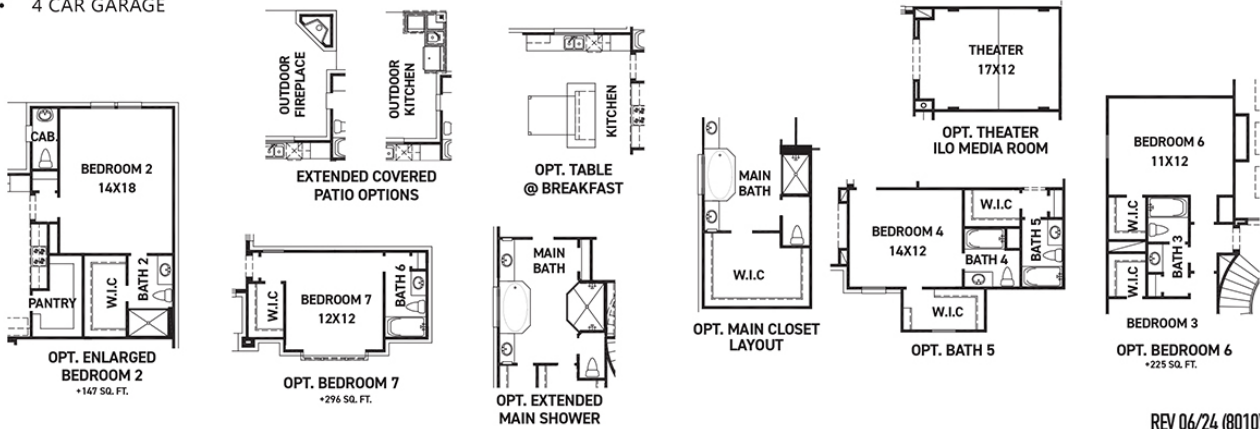 • 4 CAR GARAGE
CAB.
BEDROOM 2
14X18
BATH 2
W.I.C
PANTRY
OPT. ENLARGED
BEDROOM 2
+147 SQ. FT.
OUTDOOR
FIREPLACE
OUTDOOR
KITCHEN
EXTENDED COVERED
PATIO OPTIONS
W.I.C
BEDROOM 7
12X12
BATH 6
OPT. BEDROOM 7
+296 SQ. FT.
KITCHEN
OPT. TABLE
@ BREAKFAST
MAIN
BATH
OPT. EXTENDED
MAIN SHOWER
MAIN
BATH
W.I.C
OPT. MAIN CLOSET
LAYOUT
THEATER
17X12
OPT. THEATER
ILO MEDIA ROOM
W.I.C
BEDROOM 4
14X12
BATH 4
BATH 5
W.I.C
OPT. BATH 5
BEDROOM 6
11X12
W.I.C
BATH 3
W.I.C
BEDROOM 3
OPT. BEDROOM 6
+225 SQ. FT.
REV 06/24 (8010